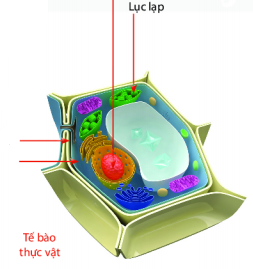 Lục lạp
Tế bào
thực vật